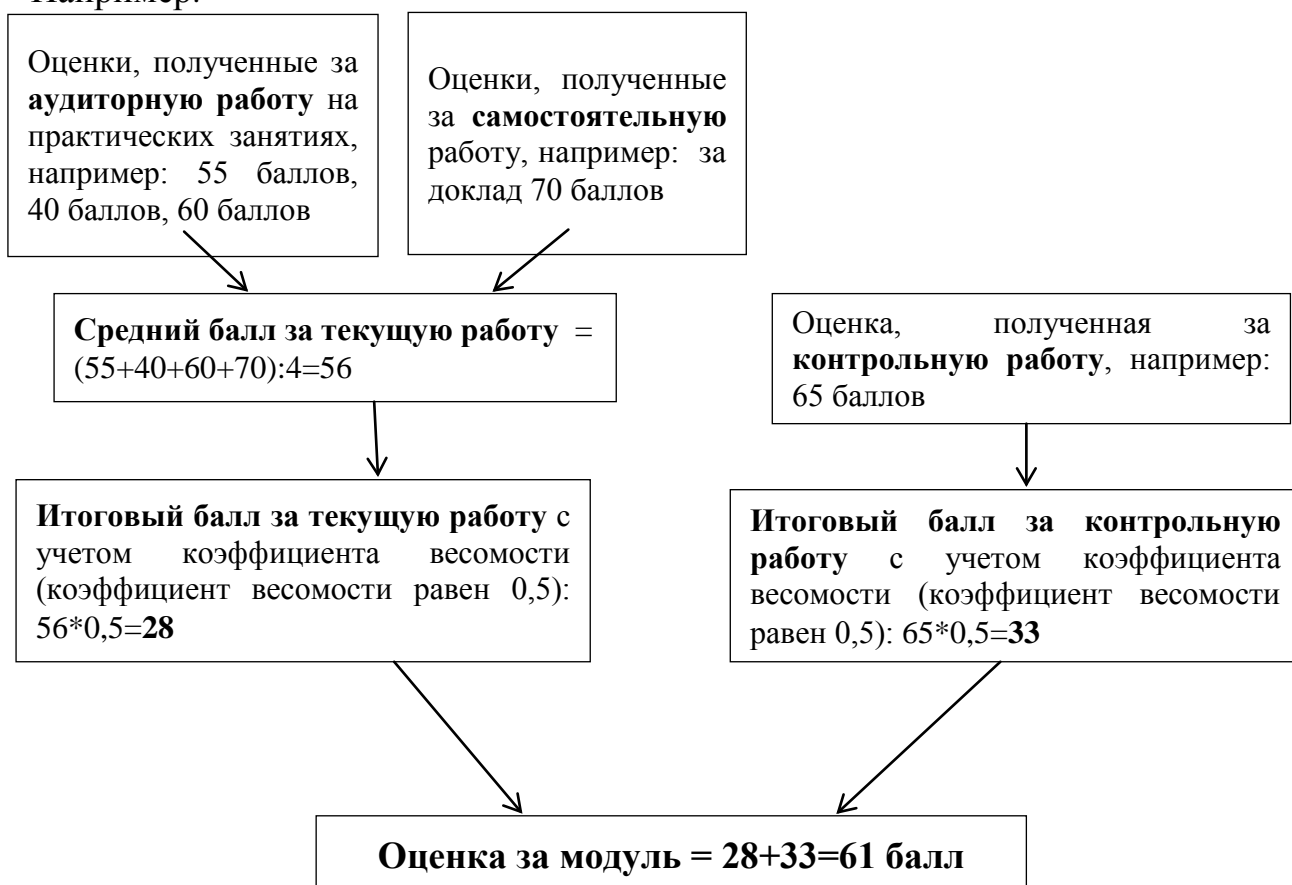 Например:
Оценки, полученные за
аудиторную работу на
практических занятиях,
например: 55 баллов,
40 баллов, 60 баллов
Оценки, полученные
за самостоятельную
работу, например: за
доклад 70 баллов
Средний балл за текущую работу =
(55+40+60+70):4=56
Оценка, полученная за
контрольную работу, например:
65 баллов
Итоговый балл за текущую работу с
учетом коэффициента весомости
(коэффициент весомости равен 0,5):
56*0,5=28
Итоговый балл за контрольную
работу с учетом коэффициента
весомости (коэффициент весомости
равен 0,5): 65*0,5=33
Оценка за модуль = 28+33=61 балл